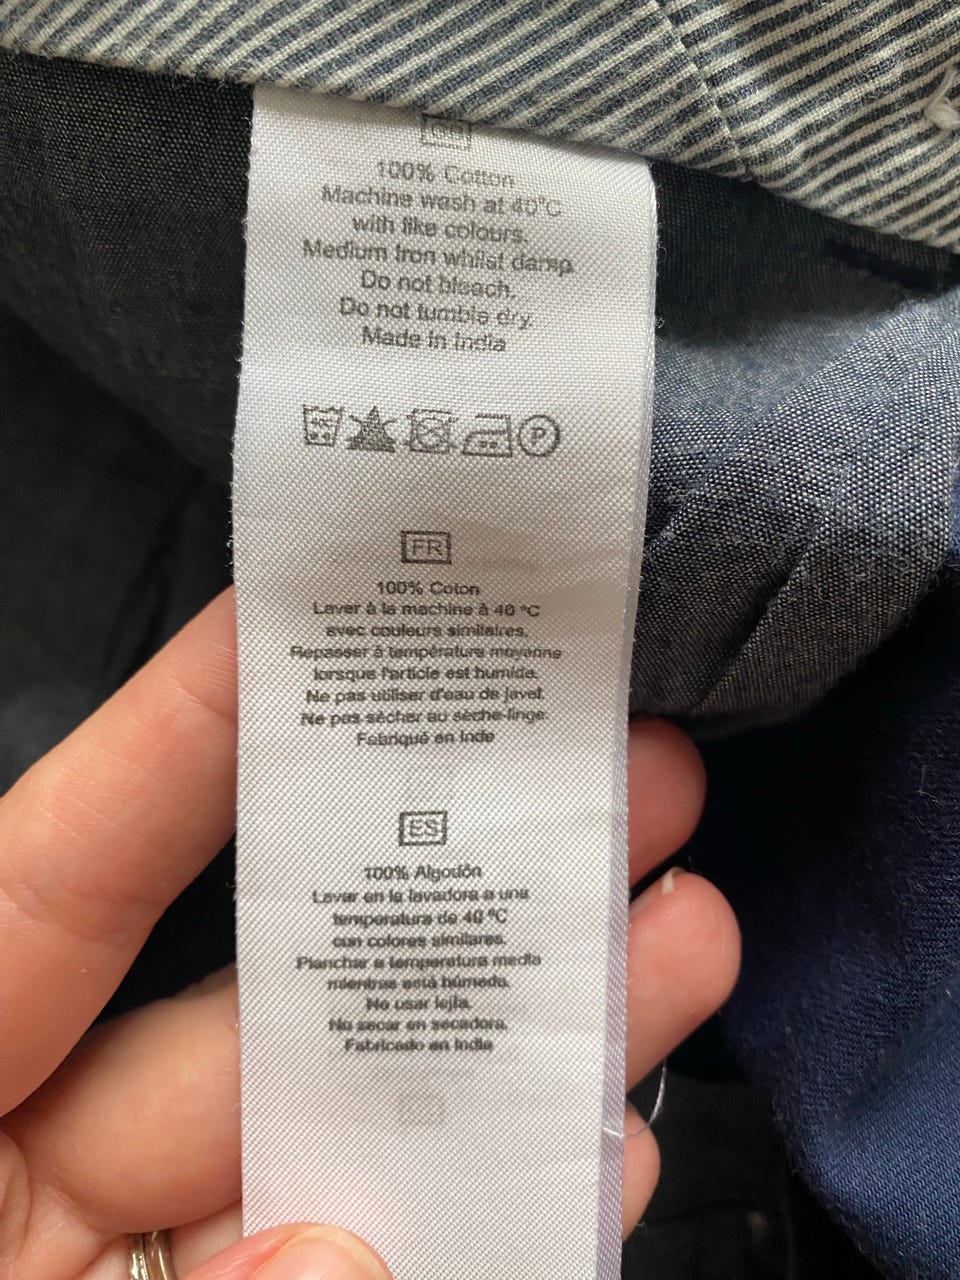 GB
100% Cotton
Machine wash at 40°C
with like colours.
Medium Iron whilst damp
Do not bleach.
Do not tumble dry.
Made in India
40
P
FR
100% Coton
Laver à la machine à 40 °C
avec couleurs similaires.
Repasser à température moyenne
lorsque l'article est humide.
Ne pas utiliser d'eau de javel.
Ne pas sécher au sèche-linge.
Fabriqué en Inde
ES
100% Algodón
Lavar en la lavadora a una
temperatura de 40 °C
con colores similares.
Planchar a temperatura media
mientras está húmedo.
No usar lejía.
No secar en secadora.
Fabricado en India